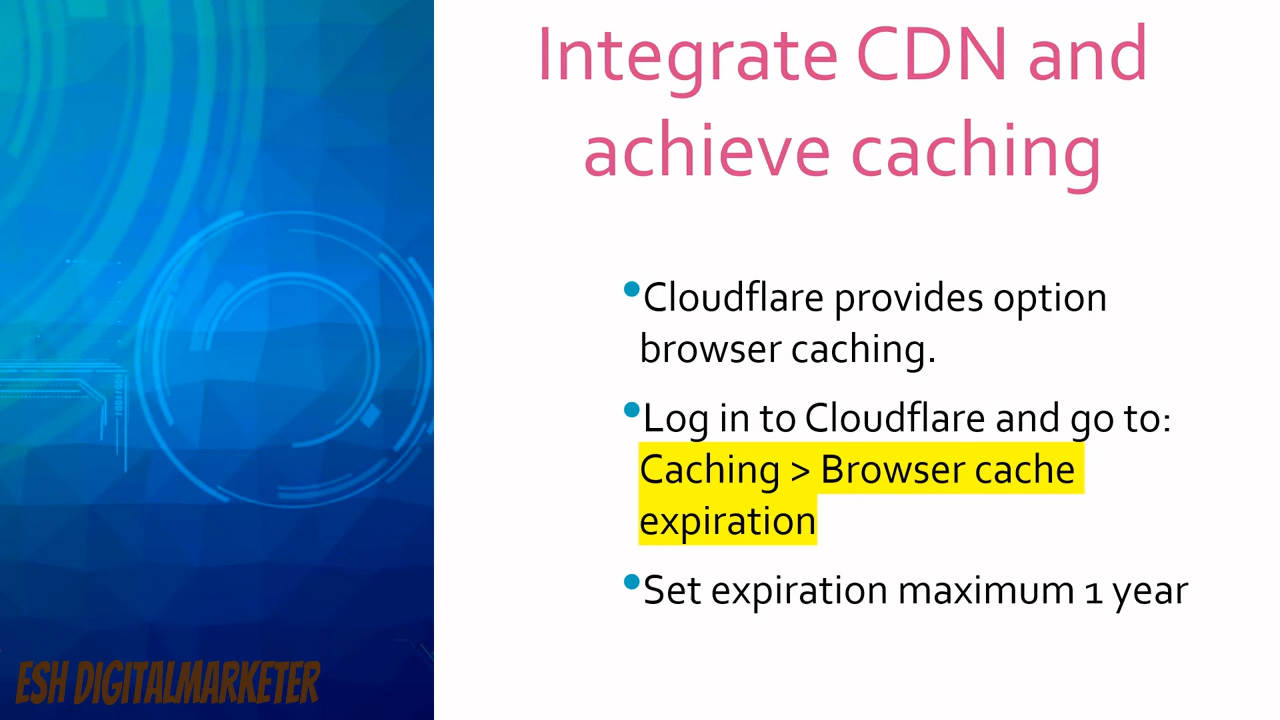 Integrate CDN and
achieve caching
•Cloudflare provides option
browser caching.
•Log in to Cloudflare and go to:
Caching > Browser cache
expiration
•Set expiration maximum 1 year
ESH DIGITALMARKETER